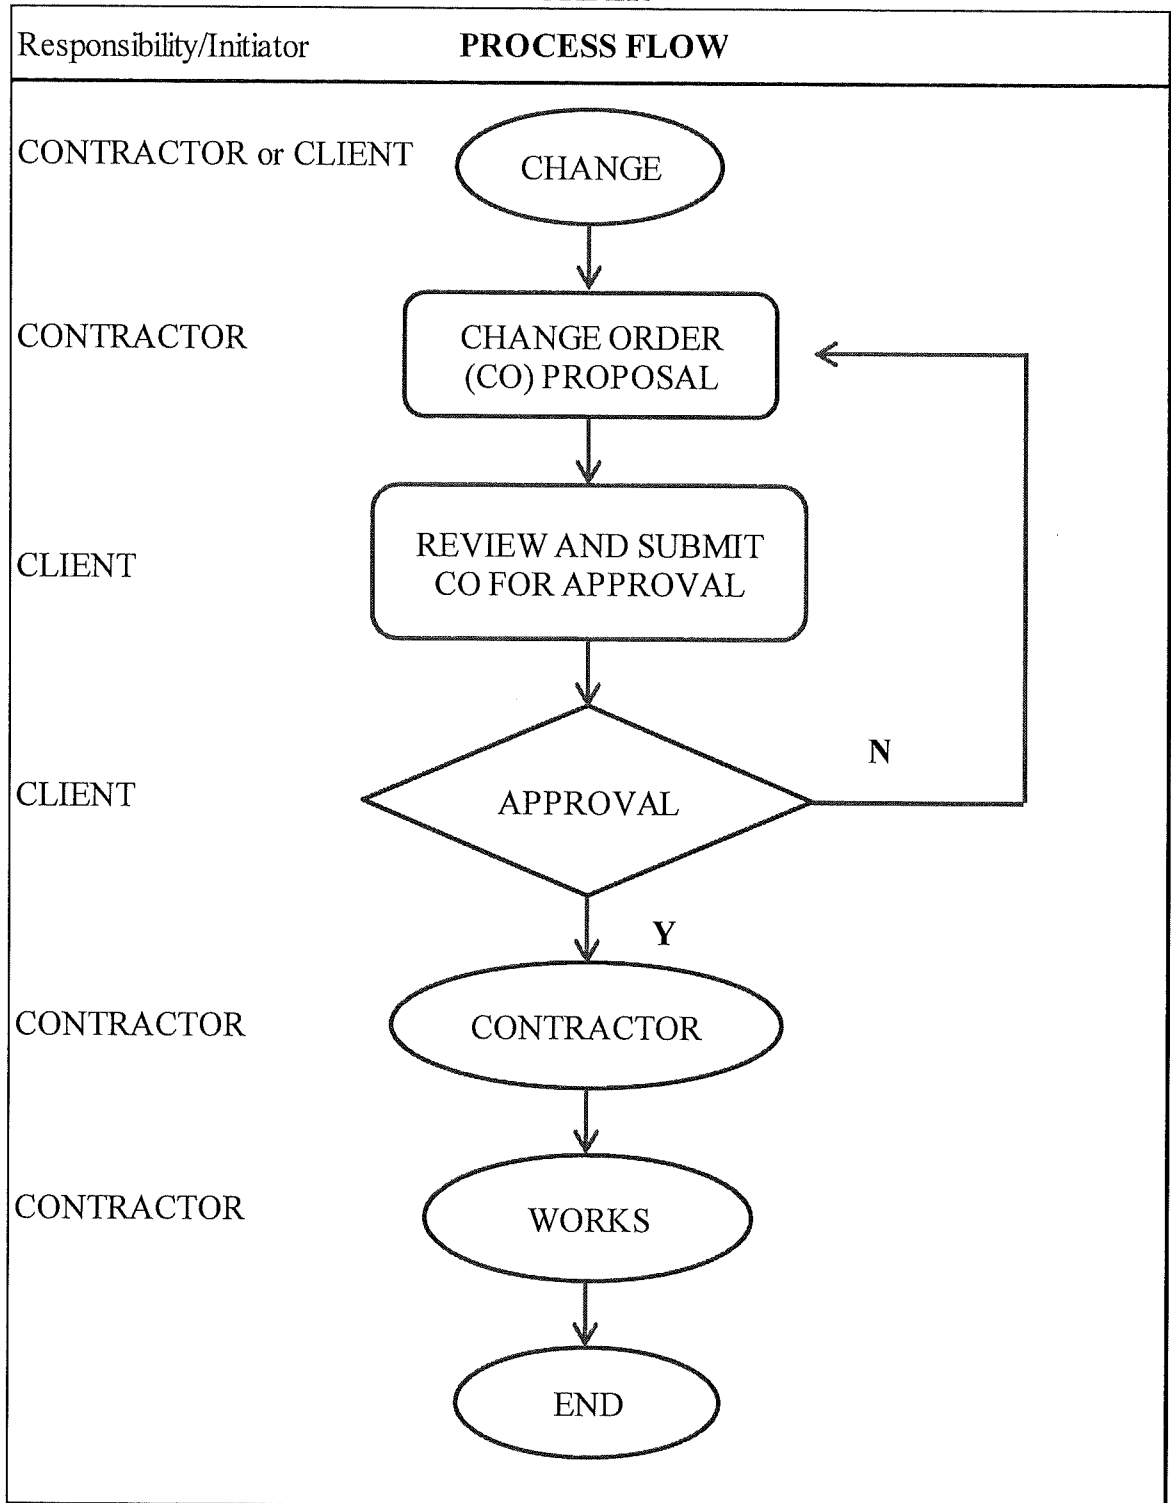 Responsibility/Initiator PROCESS FLOW
CONTRACTOR or CLIENT
CHANGE
CONTRACTOR
CHANGE ORDER
(CO) PROPOSAL
CLIENT
REVIEW AND SUBMIT
CO FOR APPROVAL
CLIENT
APPROVAL
N
Y
CONTRACTOR
CONTRACTOR
CONTRACTOR
WORKS
END